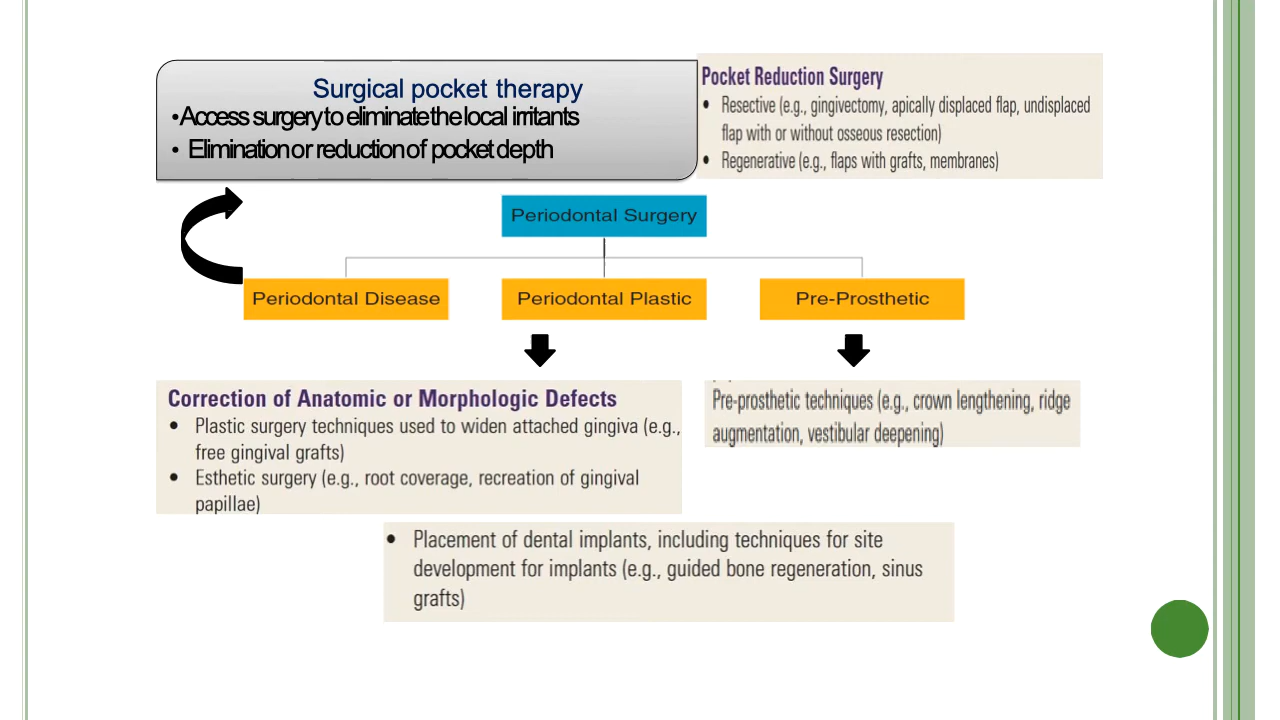 Surgical pocket therapy
•Access surgery to eliminate the local irritants
• Elimination or reduction of pocket depth
Pocket Reduction Surgery
• Resective (e.g., gingivectomy, apically displaced flap, undisplaced
flap with or without osseous resection)
• Regenerative (e.g., flaps with grafts, membranes)
Periodontal Surgery
Periodontal Disease
Periodontal Plastic
Pre-Prosthetic
Correction of Anatomic or Morphologic Defects
• Plastic surgery techniques used to widen attached gingiva (e.g.,
free gingival grafts)
• Esthetic surgery (e.g., root coverage, recreation of gingival
papillae)
Pre-prosthetic techniques (e.g., crown lengthening, ridge
augmentation, vestibular deepening)
• Placement of dental implants, including techniques for site
development for implants (e.g., guided bone regeneration, sinus
grafts)